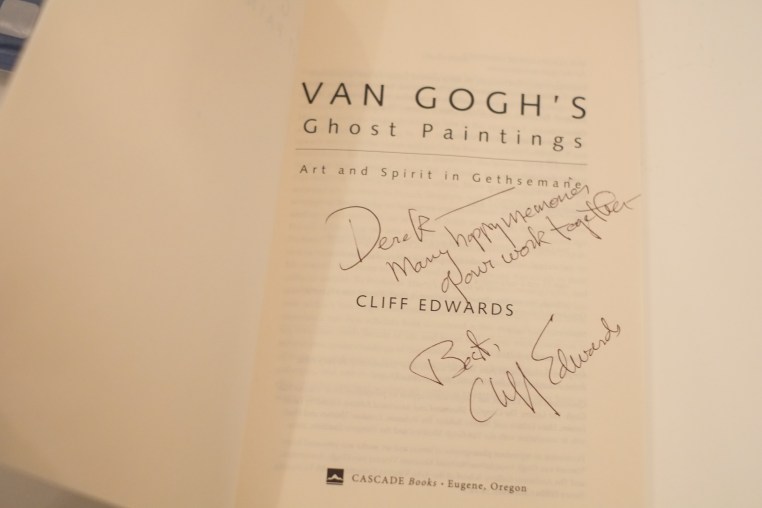 VAN GOGH'S
Ghost Paintings
Art and Spirit in Gethsemane
Derek—
Many happy memories
of our work together
CLIFF EDWARDS
Best,
Cliff Edwards
CASCADE Books • Eugene, Oregon